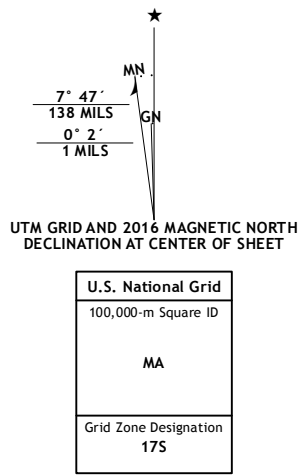 MN
7° 47´
138 MILS
GN
0° 2´
1 MILS
UTM GRID AND 2016 MAGNETIC NORTH
DECLINATION AT CENTER OF SHEET
U.S. National Grid
100,000-m Square ID
MA
Grid Zone Designation
17S